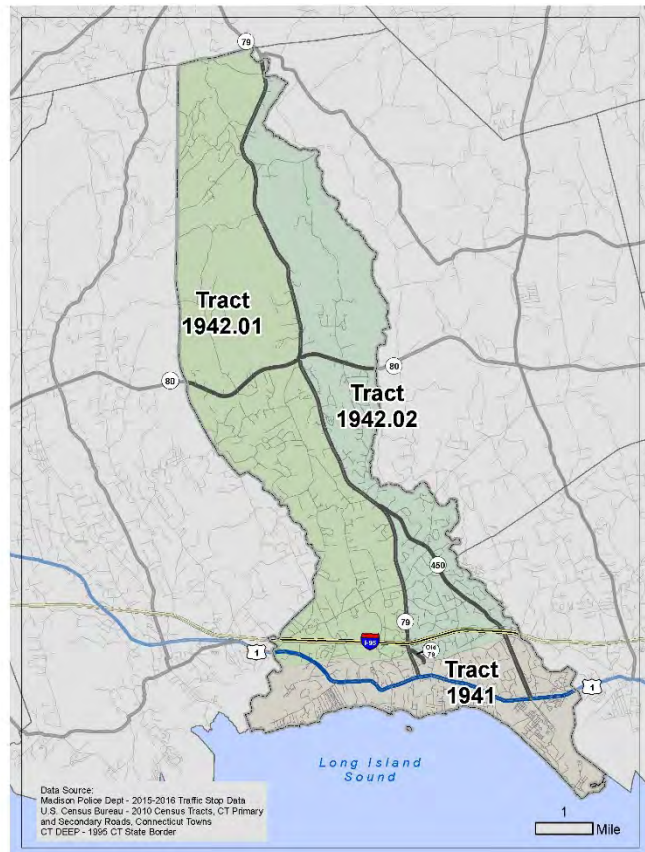 79
Tract
1942.01
80
80
Tract
1942.02
450
79
I-95
Old
79
1
Tract
1941
1
Long Island
Sound
Data Source:
Madison Police Dept - 2015-2016 Traffic Stop Data
U.S. Census Bureau - 2010 Census Tracts, CT Primary
and Secondary Roads, Connecticut Towns
CT DEEP - 1995 CT State Border
1
Mile